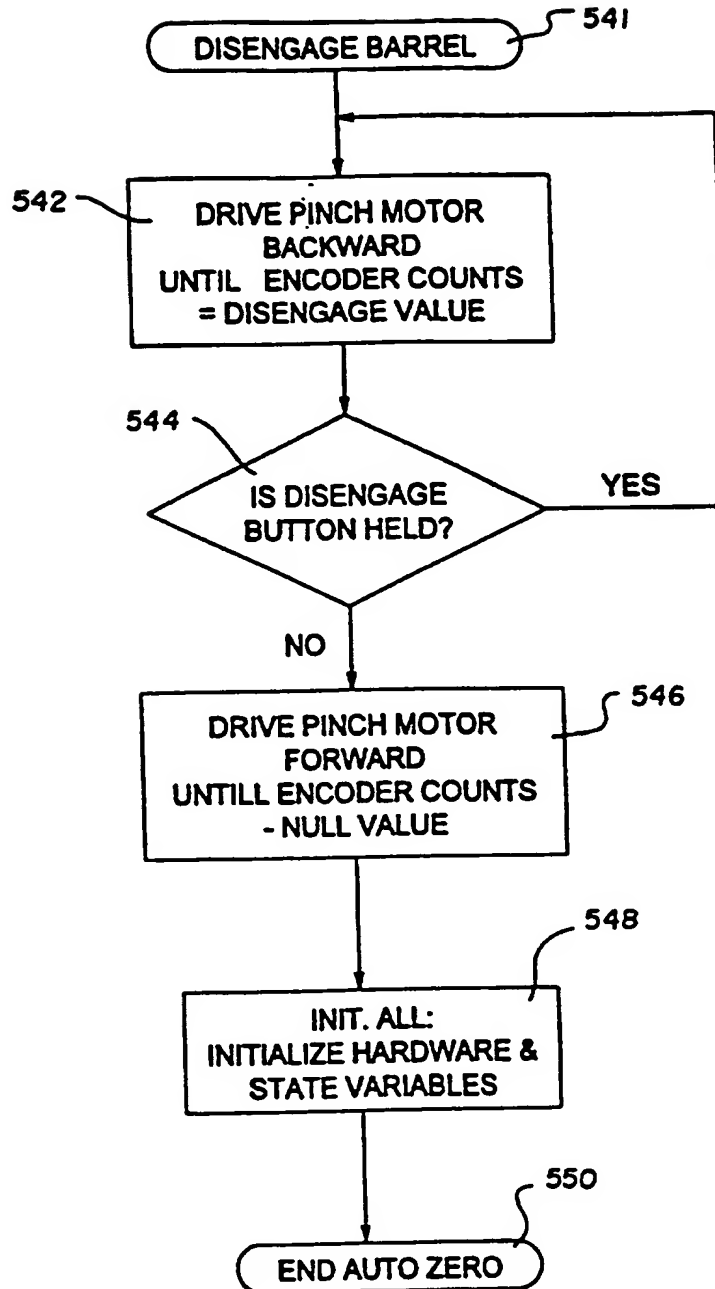 541
DISENGAGE BARREL
542
DRIVE PINCH MOTOR
BACKWARD
UNTIL ENCODER COUNTS
= DISENGAGE VALUE
544
IS DISENGAGE
BUTTON HELD?
YES
NO
546
DRIVE PINCH MOTOR
FORWARD
UNTILL ENCODER COUNTS
- NULL VALUE
548
INIT. ALL:
INITIALIZE HARDWARE &
STATE VARIABLES
550
END AUTO ZERO